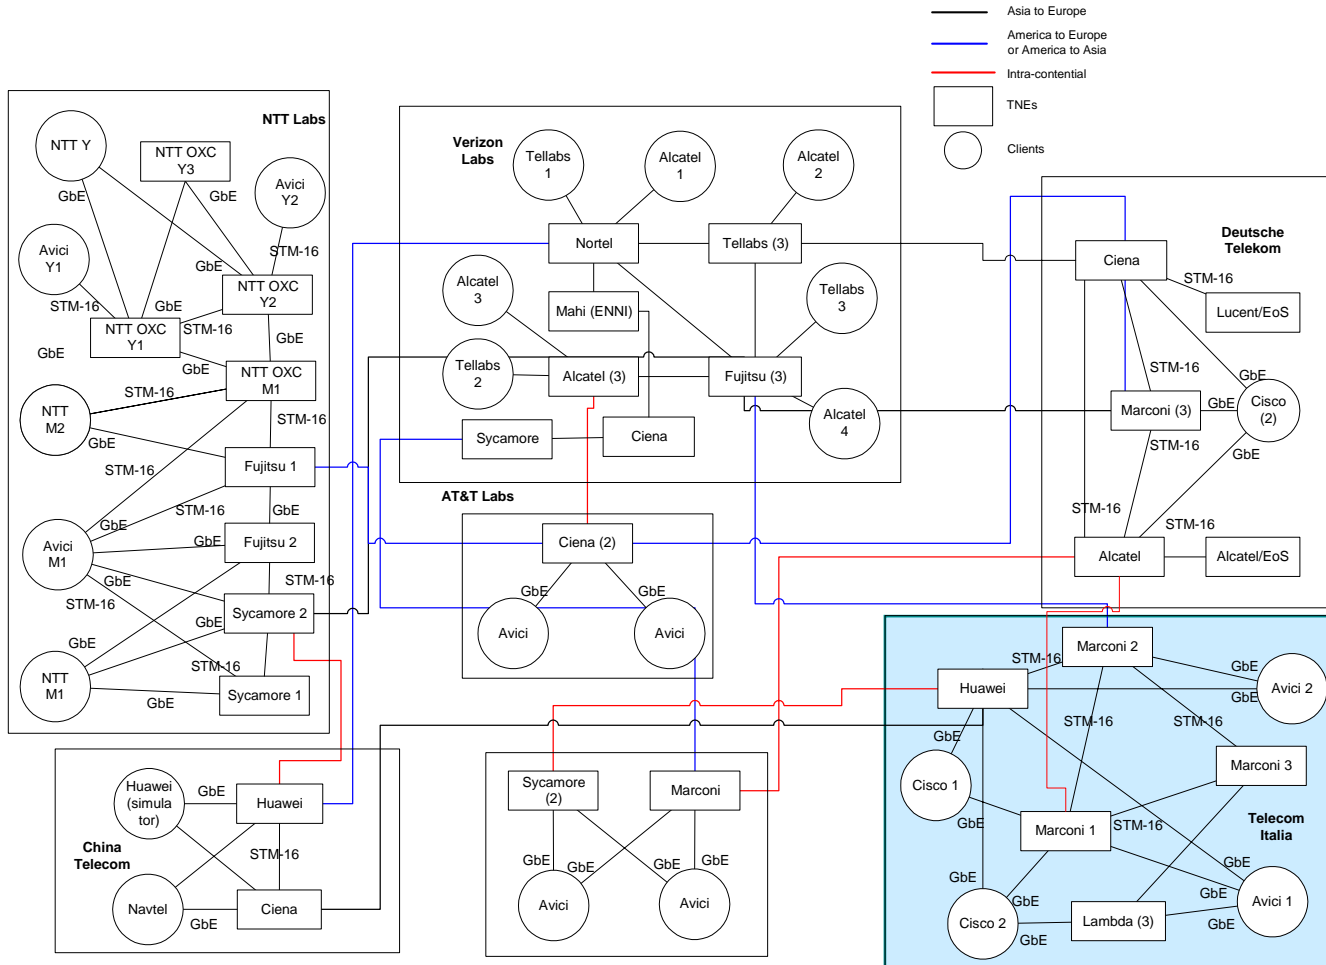 Asia to Europe
America to Europe
or America to Asia
Intra-contential
TNEs
Clients
NTT Labs
NTT Y
NTT OXC
Y3
Avici
Y2
GbE
GbE
Avici
Y1
STM-16
GbE
NTT OXC
Y2
STM-16
GbE
STM-16
NTT OXC
Y1
GbE
GbE
GbE
NTT OXC
M1
STM-16
NTT
M2
STM-16
GbE
Fujitsu 1
STM-16
STM-16
GbE
GbE
Avici
M1
GbE
Fujitsu 2
GbE
STM-16
STM-16
Sycamore 2
GbE
GbE
NTT
M1
STM-16
Sycamore 1
GbE
Verizon
Labs
Tellabs
1
Alcatel
1
Alcatel
2
Nortel
Tellabs (3)
Alcatel
3
Mahi (ENNI)
Tellabs
3
Tellabs
2
Alcatel (3)
Fujitsu (3)
Alcatel
4
Sycamore
Ciena
AT&T Labs
Ciena (2)
GbE
GbE
Avici
Avici
Deutsche
Telekom
Ciena
STM-16
Lucent/EoS
STM-16
GbE
Marconi (3)
GbE
Cisco
(2)
STM-16
GbE
STM-16
STM-16
Alcatel
Alcatel/EoS
China
Telecom
Huawei
(simula
tor)
GbE
Huawei
STM-16
Navtel
GbE
Ciena
Sycamore
(2)
Marconi
GbE
GbE
GbE
GbE
Avici
Avici
Telecom
Italia
Marconi 2
STM-16
GbE
Huawei
GbE
Avici 2
STM-16
STM-16
GbE
Cisco 1
Marconi 3
GbE
Marconi 1
STM-16
GbE
GbE
GbE
Avici 1
Cisco 2
Lambda (3)
GbE
GbE